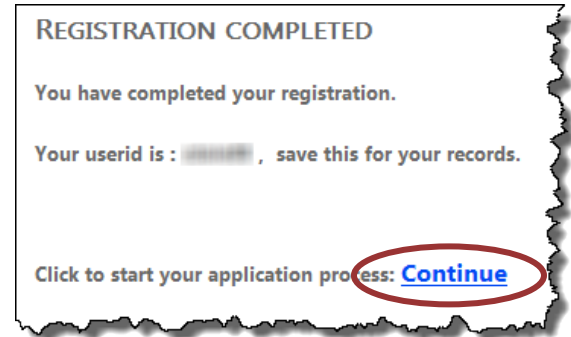 REGISTRATION COMPLETED
You have completed your registration.
Your userid is : , save this for your records.
Click to start your application process: Continue